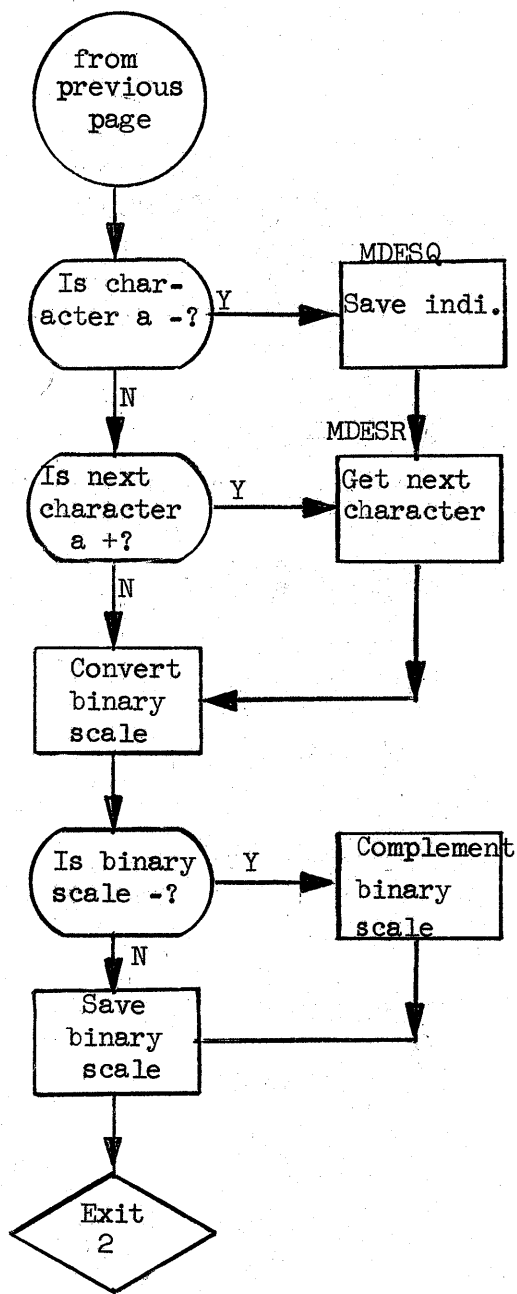 from
previous
page
Is char-
acter a -?
Y
MDESQ
Save indi.
N
MDESR
Is next
character
a +?
Y
Get next
character
N
Convert
binary
scale
Is binary
scale -?
Y
Complement
binary
scale
N
Save
binary
scale
Exit
2